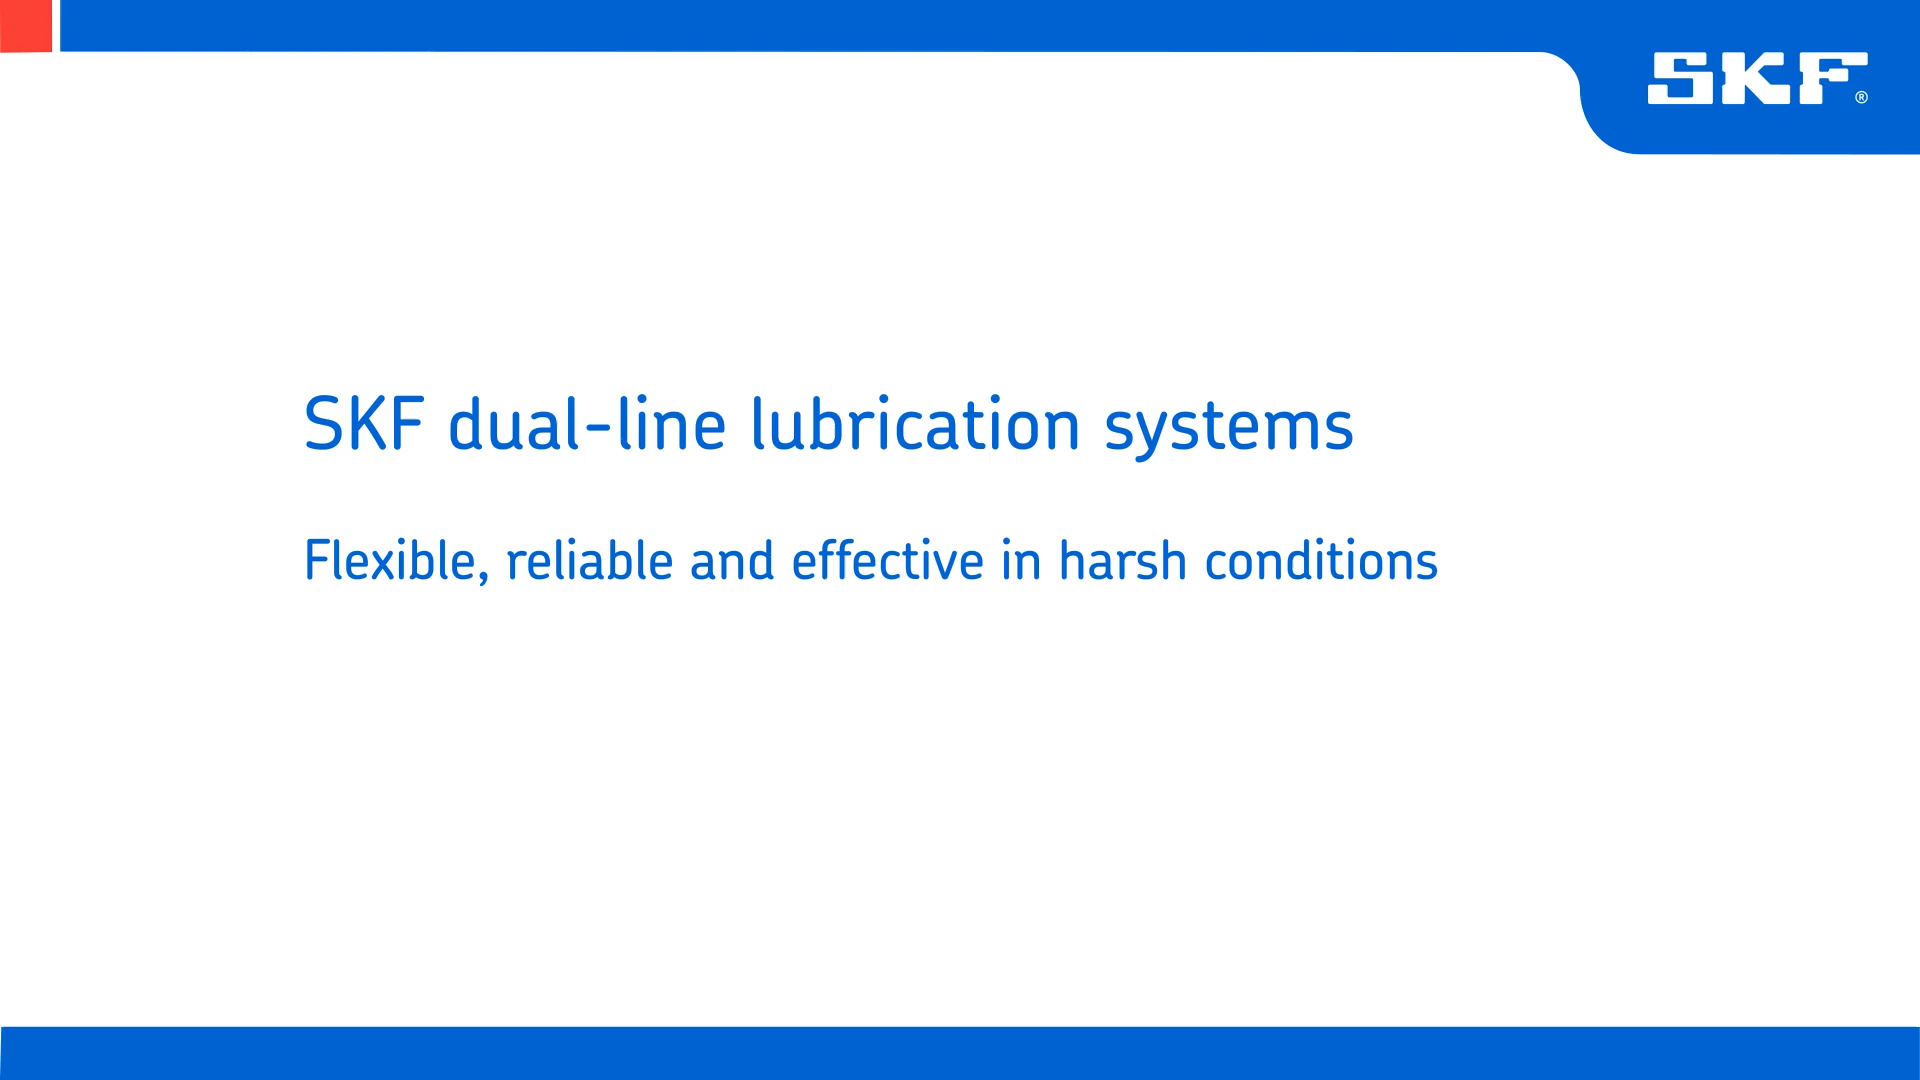 SKF®
SKF dual-line lubrication systems
Flexible, reliable and effective in harsh conditions